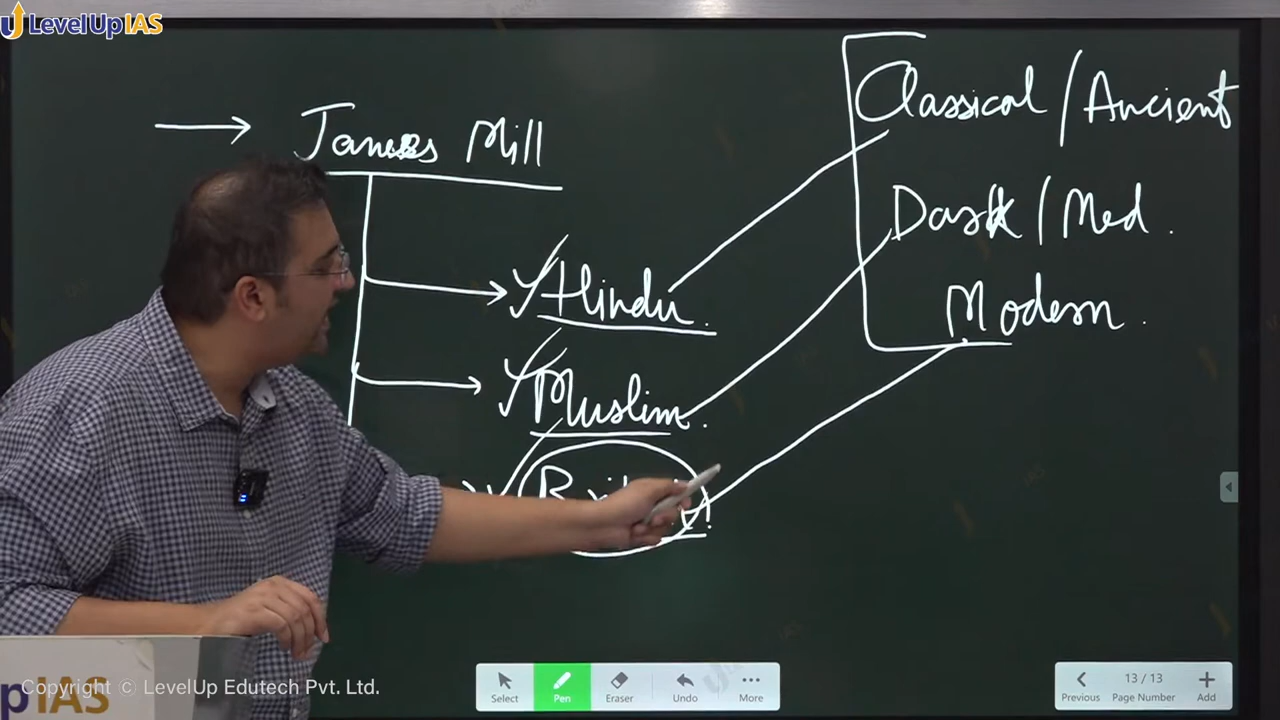 LevelUpIAS
James Mill
Hindu.
Muslim.
Classical / Ancient
Dark / Med.
Modern.
Select
Pen
Eraser
Undo
More
Previous
13 / 13
Page Number
Add
pIAS
Copyright © LevelUp Edutech Pvt. Ltd.